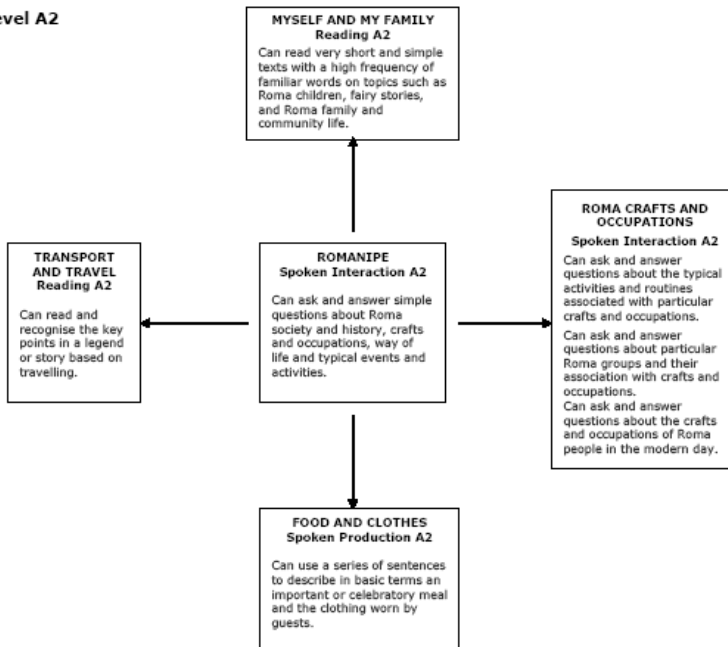 evel A2
MYSELF AND MY FAMILY
Reading A2
Can read very short and simple
texts with a high frequency of
familiar words on topics such as
Roma children, fairy stories,
and Roma family and
community life.
TRANSPORT
AND TRAVEL
Reading A2
Can read and
recognise the key
points in a legend
or story based on
travelling.
ROMANIPE
Spoken Interaction A2
Can ask and answer simple
questions about Roma
society and history, crafts
and occupations, way of
life and typical events and
activities.
ROMA CRAFTS AND
OCCUPATIONS
Spoken Interaction A2
Can ask and answer
questions about the typical
activities and routines
associated with particular
crafts and occupations.
Can ask and answer
questions about particular
Roma groups and their
association with crafts and
occupations.
Can ask and answer
questions about the crafts
and occupations of Roma
people in the modern day.
FOOD AND CLOTHES
Spoken Production A2
Can use a series of sentences
to describe in basic terms an
important or celebratory meal
and the clothing worn by
guests.